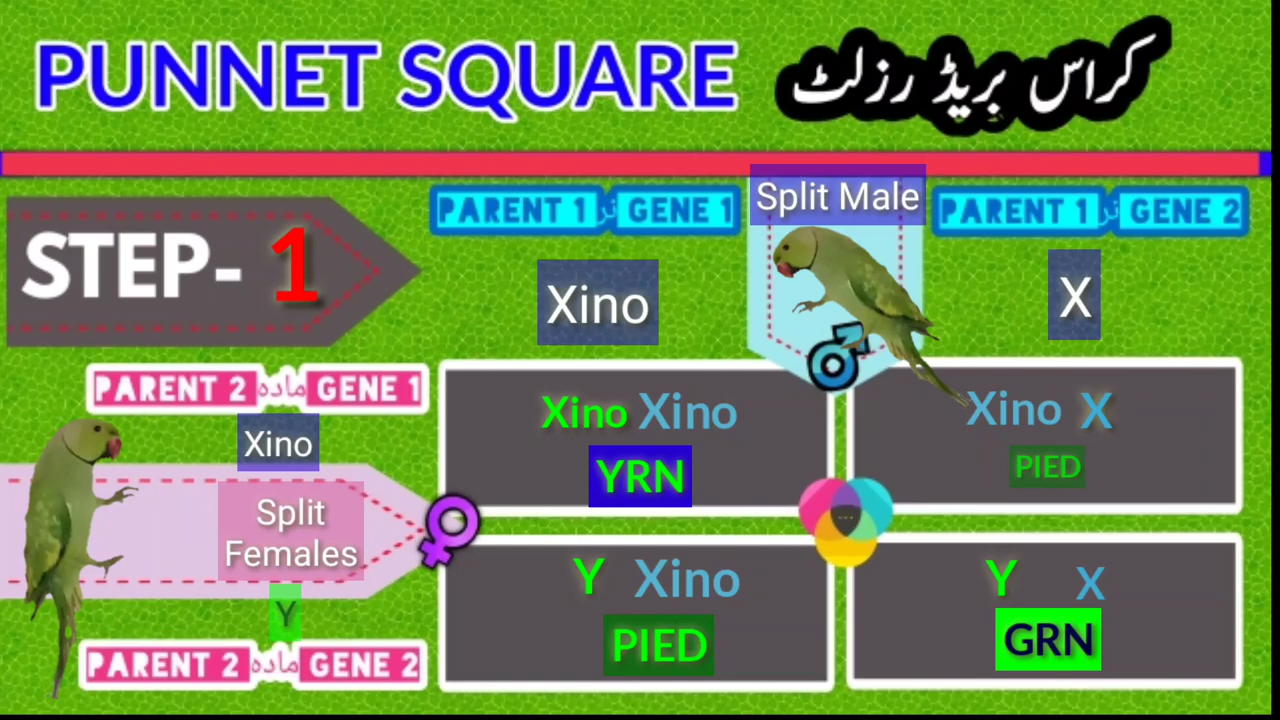 PUNNET SQUARE کراس بریڈ رزلٹ
STEP- 1
PARENT 1 نر GENE 1
Split Male
PARENT 1 نر GENE 2
Xino
X
PARENT 2 مادہ GENE 1
Xino
Split
Females
Y
PARENT 2 مادہ GENE 2
Xino Xino
YRN
Xino X
PIED
Y Xino
PIED
Y X
GRN